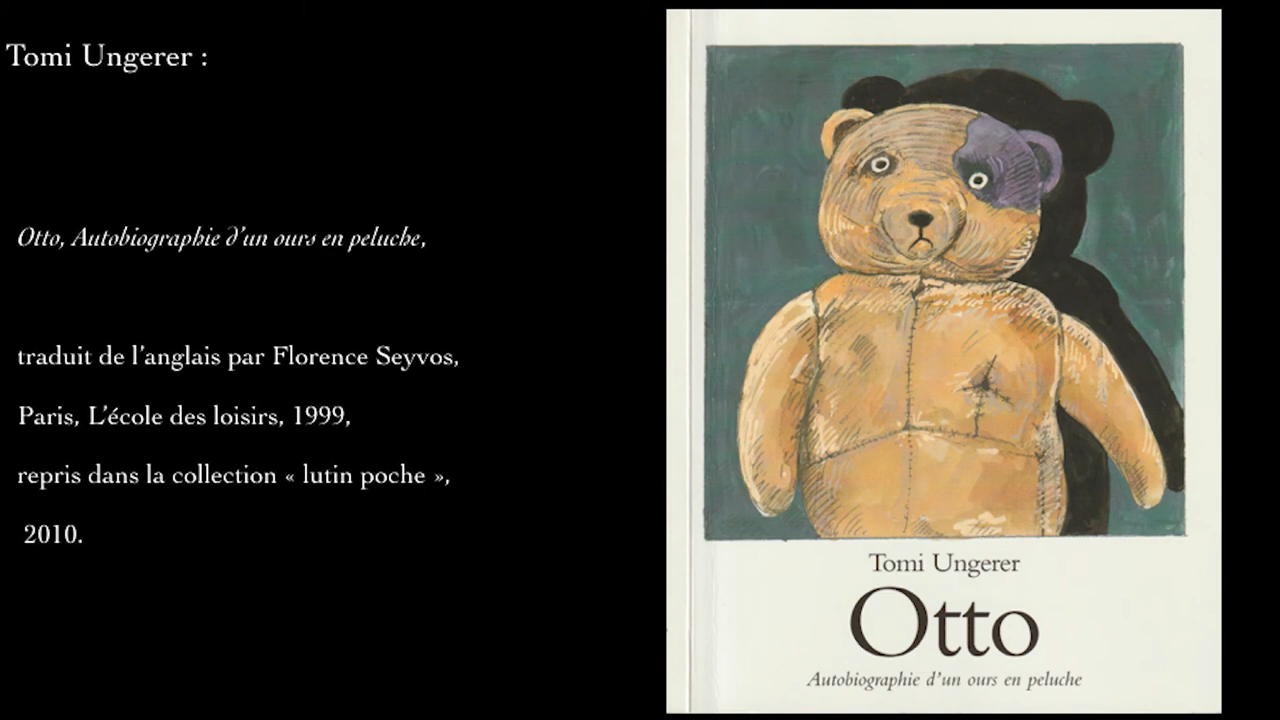 Tomi Ungerer :
Otto, Autobiographie d'un ours en peluche,
traduit de l'anglais par Florence Seyvos,
Paris, L'école des loisirs, 1999,
repris dans la collection « lutin poche »,
2010.
Tomi Ungerer
Otto
Autobiographie d'un ours en peluche